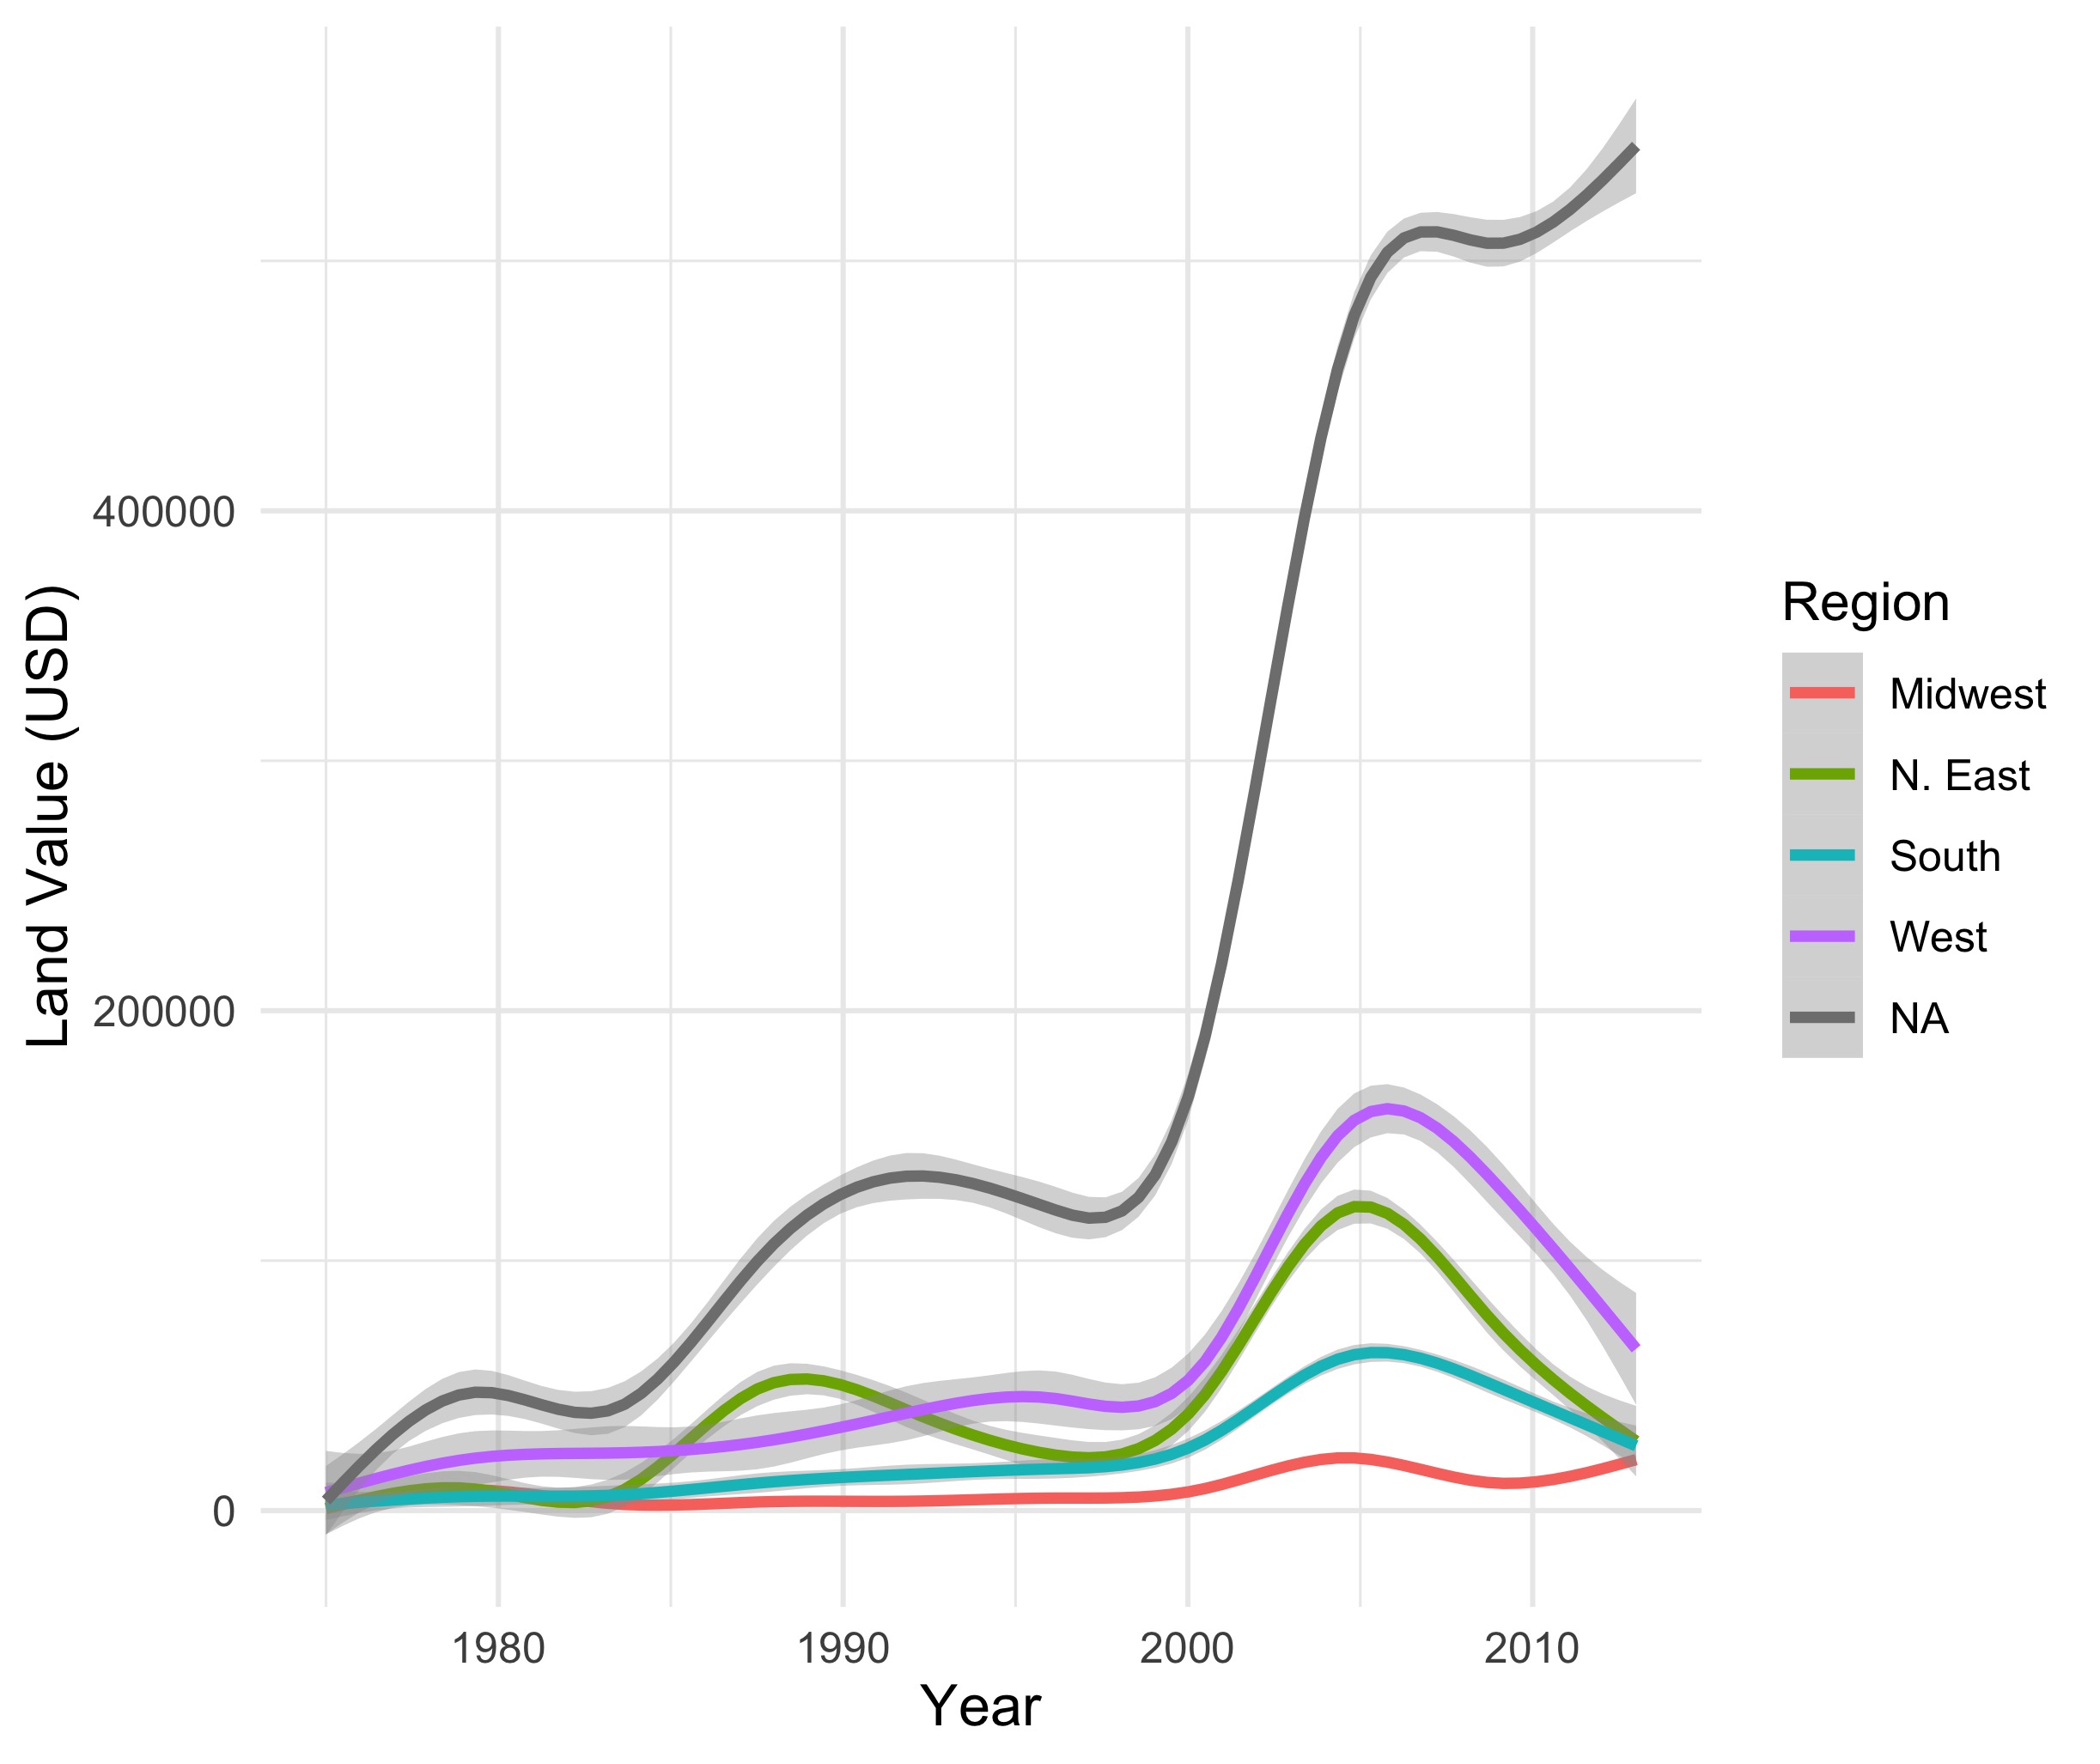 Land Value (USD)
400000
200000
0
1980
1990
2000
2010
Year
Region
Midwest
N. East
South
West
NA